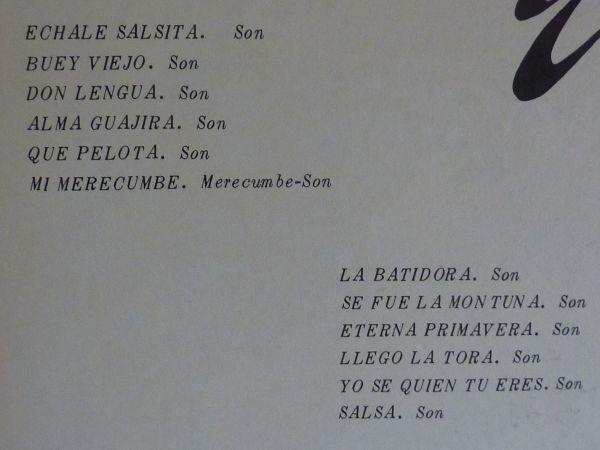 ECHALE SALSITA. Son
BUEY VIEJO. Son
DON LENGUA. Son
ALMA GUAJIRA. Son
QUE PELOTA. Son
MI MERECUMBE. Merecumbe-Son
LA BATIDORA. Son
SE FUE LA MONTUNA. Son
ETERNA PRIMAVERA. Son
LLEGO LA TORA. Son
YO SE QUIEN TU ERES. Son
SALSA. Son